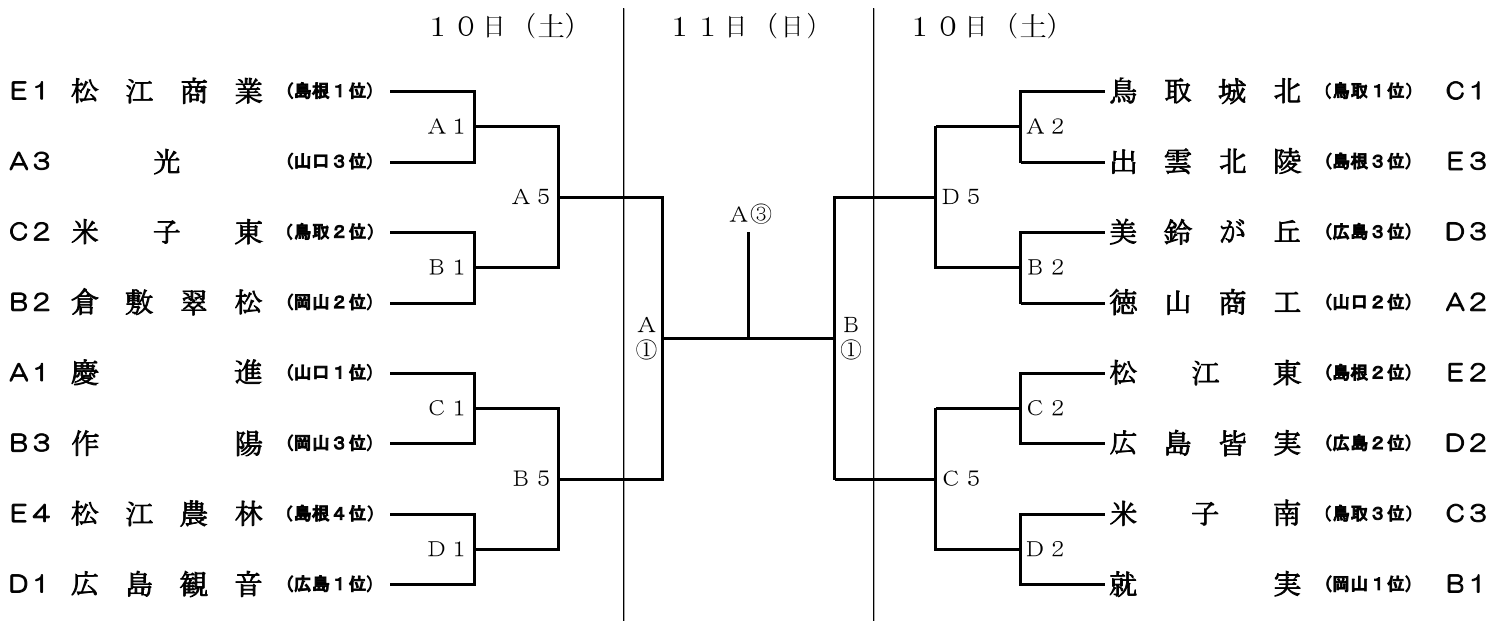 １０日（土） １１日（日） １０日（土）
E1 松江商業 (島根１位) 鳥取城北 (鳥取１位) C1
A１ A２
A3 光 (山口３位) 出雲北陵 (島根３位) E3
A５ D５
A③
C2 米子東 (鳥取２位) 美鈴が丘 (広島３位) D3
B１ B２
B2 倉敷翠松 (岡山２位) 徳山商工 (山口２位) A2
A① B①
A1 慶進 (山口１位) 松江東 (島根２位) E2
C１ C２
B3 作陽 (岡山３位) 広島皆実 (広島２位) D2
B５ C５
E4 松江農林 (島根４位) 米子南 (鳥取３位) C3
D１ D２
D1 広島観音 (広島１位) 就実 (岡山１位) B1